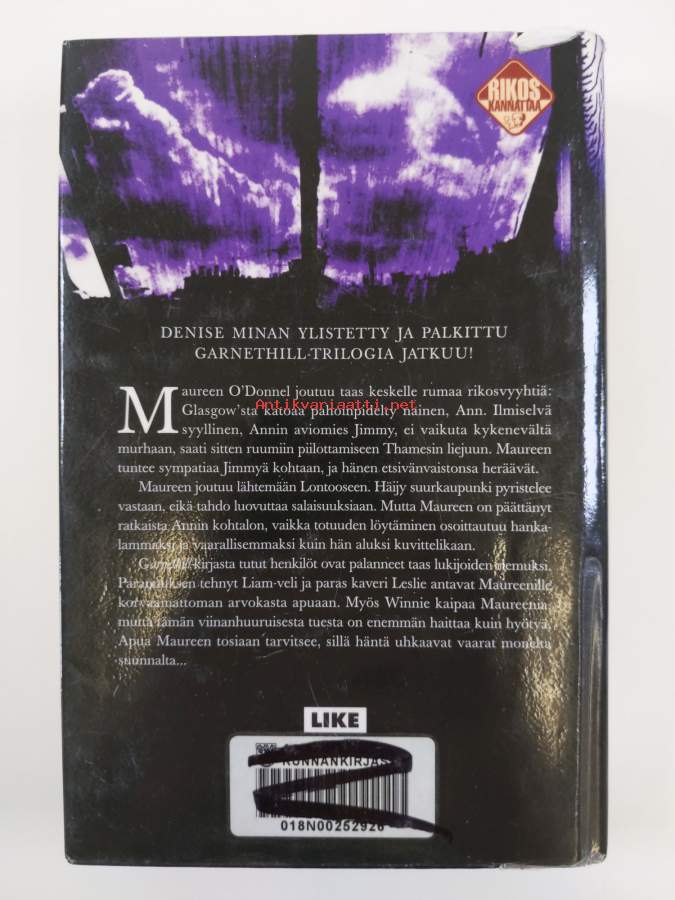 RIKOS
KANNATTAA
DENISE MINAN YLISTETTY JA PALKITTU
GARNETHILL-TRILOGIA JATKUU!
Maureen O'Donnel joutuu taas keskelle rumaa rikosvyyhtiä:
Glasgow'sta katoaa pahoinpidelty nainen, Ann. Ilmiselvä
Antikvariaatti.net
syyllinen, Annin aviomies Jimmy, ei vaikuta kykenevältä
murhaan, saati sitten ruumiin piilottamiseen Thamesin liejuun. Maureen
tuntee sympatiaa Jimmyä kohtaan, ja hänen etsivänvaistonsa heräävät.
Maureen joutuu lähtemään Lontooseen. Häijy suurkaupunki pyristelee
vastaan, eikä tahdo luovuttaa salaisuuksiaan. Mutta Maureen on päättänyt
ratkaista Annin kohtalon, vaikka totuuden löytäminen osoittautuu hanka-
lammaksi ja vaarallisemmaksi kuin hän aluksi kuvittelikaan.
Garnethill-kirjasta tutut henkilöt ovat palanneet taas lukijoiden riemuksi.
Parannuksen tehnyt Liam-veli ja paras kaveri Leslie antavat Maureenille
korvaamattoman arvokasta apuaan. Myös Winnie kaipaa Maureenia,
mutta tämän viinanhuuruisesta tuesta on enemmän haittaa kuin hyötyä.
Apua Maureen tosiaan tarvitsee, sillä häntä uhkaavat vaarat monelta
suunnalta...
LIKE
KUNNANKIRJAS
018N00252926